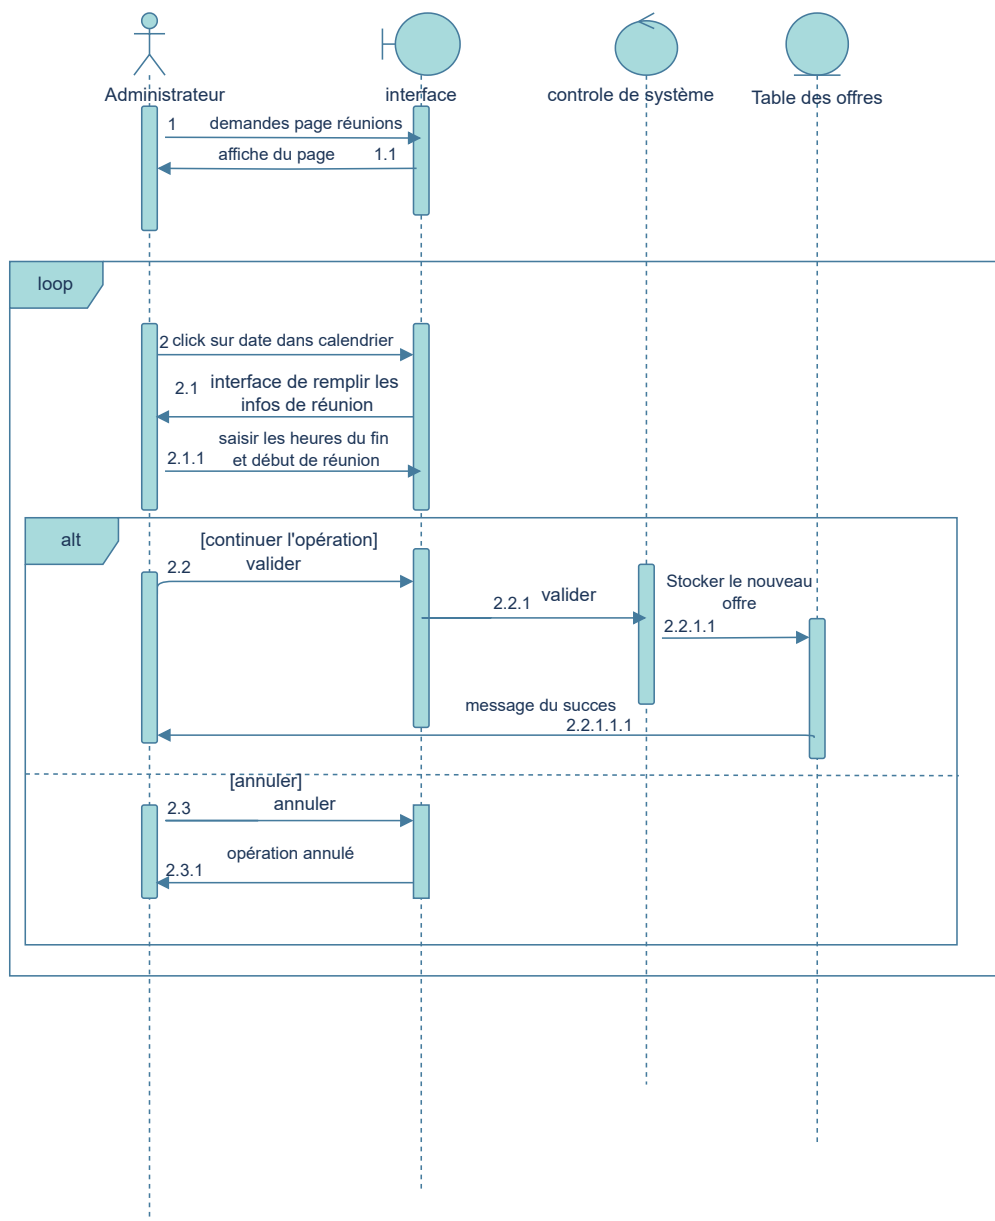 Administrateur
interface
controle de système
Table des offres
1 demandes page réunions
affiche du page 1.1
loop
2 click sur date dans calendrier
2.1 interface de remplir les
infos de réunion
saisir les heures du fin
2.1.1 et début de réunion
alt
[continuer l'opération]
2.2 valider
2.2.1 valider
Stocker le nouveau
offre
2.2.1.1
message du succes
2.2.1.1.1
[annuler]
2.3 annuler
opération annulé
2.3.1